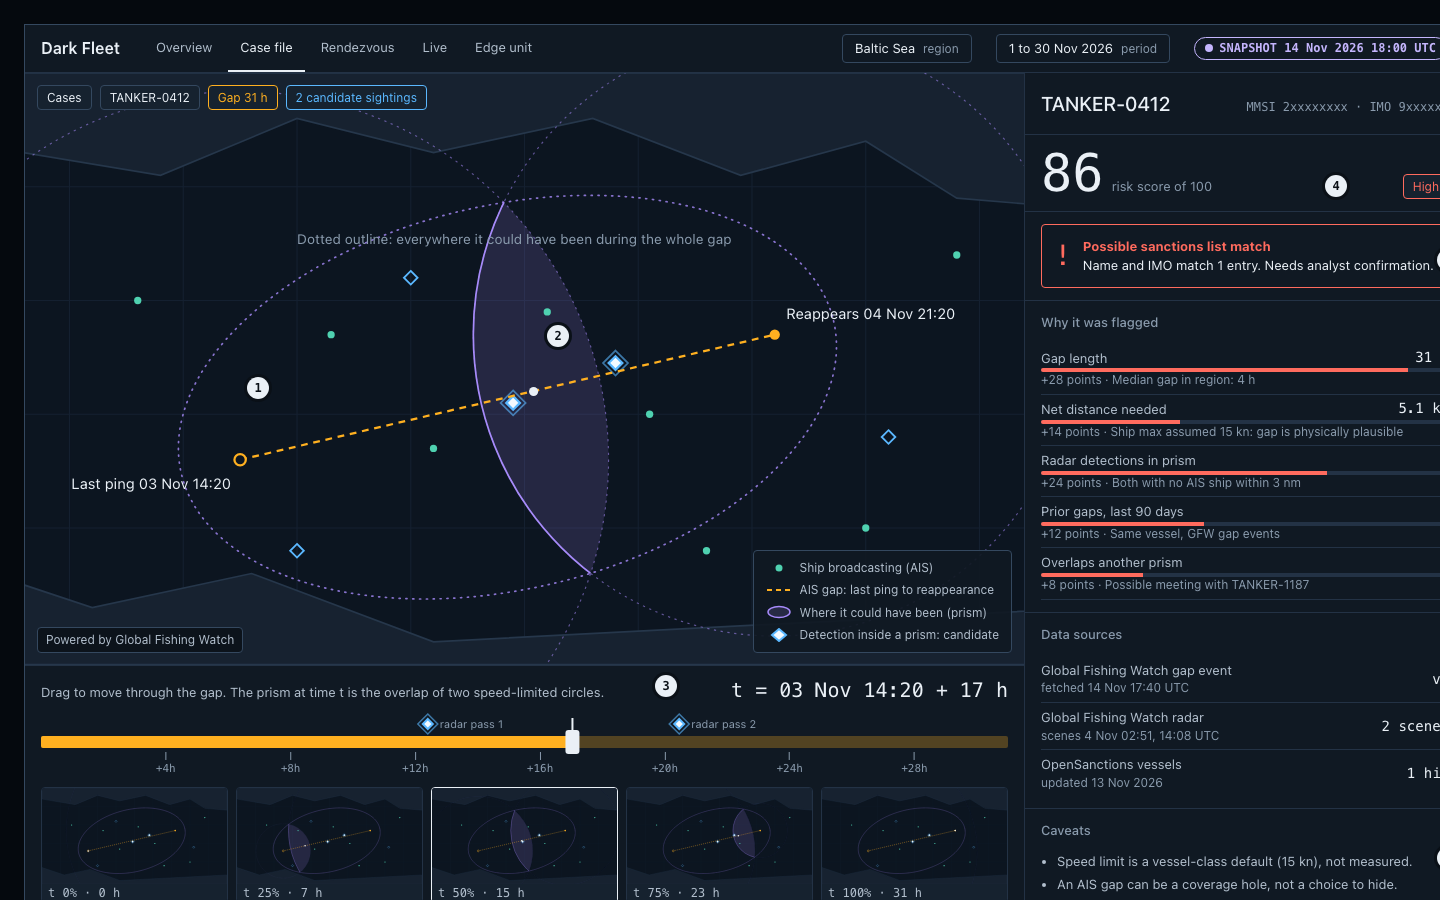 Dark Fleet
Overview
Case file
Rendezvous
Live
Edge unit
Baltic Sea region
1 to 30 Nov 2026 period
SNAPSHOT 14 Nov 2026 18:00 UTC
Cases
TANKER-0412
Gap 31 h
2 candidate sightings
Dotted outline: everywhere it could have been during the whole gap
2
Reappears 04 Nov 21:20
1
Last ping 03 Nov 14:20
Ship broadcasting (AIS)
AIS gap: last ping to reappearance
Where it could have been (prism)
Detection inside a prism: candidate
Powered by Global Fishing Watch
Drag to move through the gap. The prism at time t is the overlap of two speed-limited circles.
3
t = 03 Nov 14:20 + 17 h
radar pass 1
radar pass 2
+4h
+8h
+12h
+16h
+20h
+24h
+28h
t 0% · 0 h
t 25% · 7 h
t 50% · 15 h
t 75% · 23 h
t 100% · 31 h
TANKER-0412
MMSI 2xxxxxxxx · IMO 9xxxxx
86 risk score of 100
4
High
! Possible sanctions list match
Name and IMO match 1 entry. Needs analyst confirmation.
Why it was flagged
Gap length 31
+28 points · Median gap in region: 4 h
Net distance needed 5.1 k
+14 points · Ship max assumed 15 kn: gap is physically plausible
Radar detections in prism
+24 points · Both with no AIS ship within 3 nm
Prior gaps, last 90 days
+12 points · Same vessel, GFW gap events
Overlaps another prism
+8 points · Possible meeting with TANKER-1187
Data sources
Global Fishing Watch gap event
fetched 14 Nov 17:40 UTC
v
Global Fishing Watch radar
scenes 4 Nov 02:51, 14:08 UTC
2 scene
OpenSanctions vessels
updated 13 Nov 2026
1 hi
Caveats
• Speed limit is a vessel-class default (15 kn), not measured.
• An AIS gap can be a coverage hole, not a choice to hide.